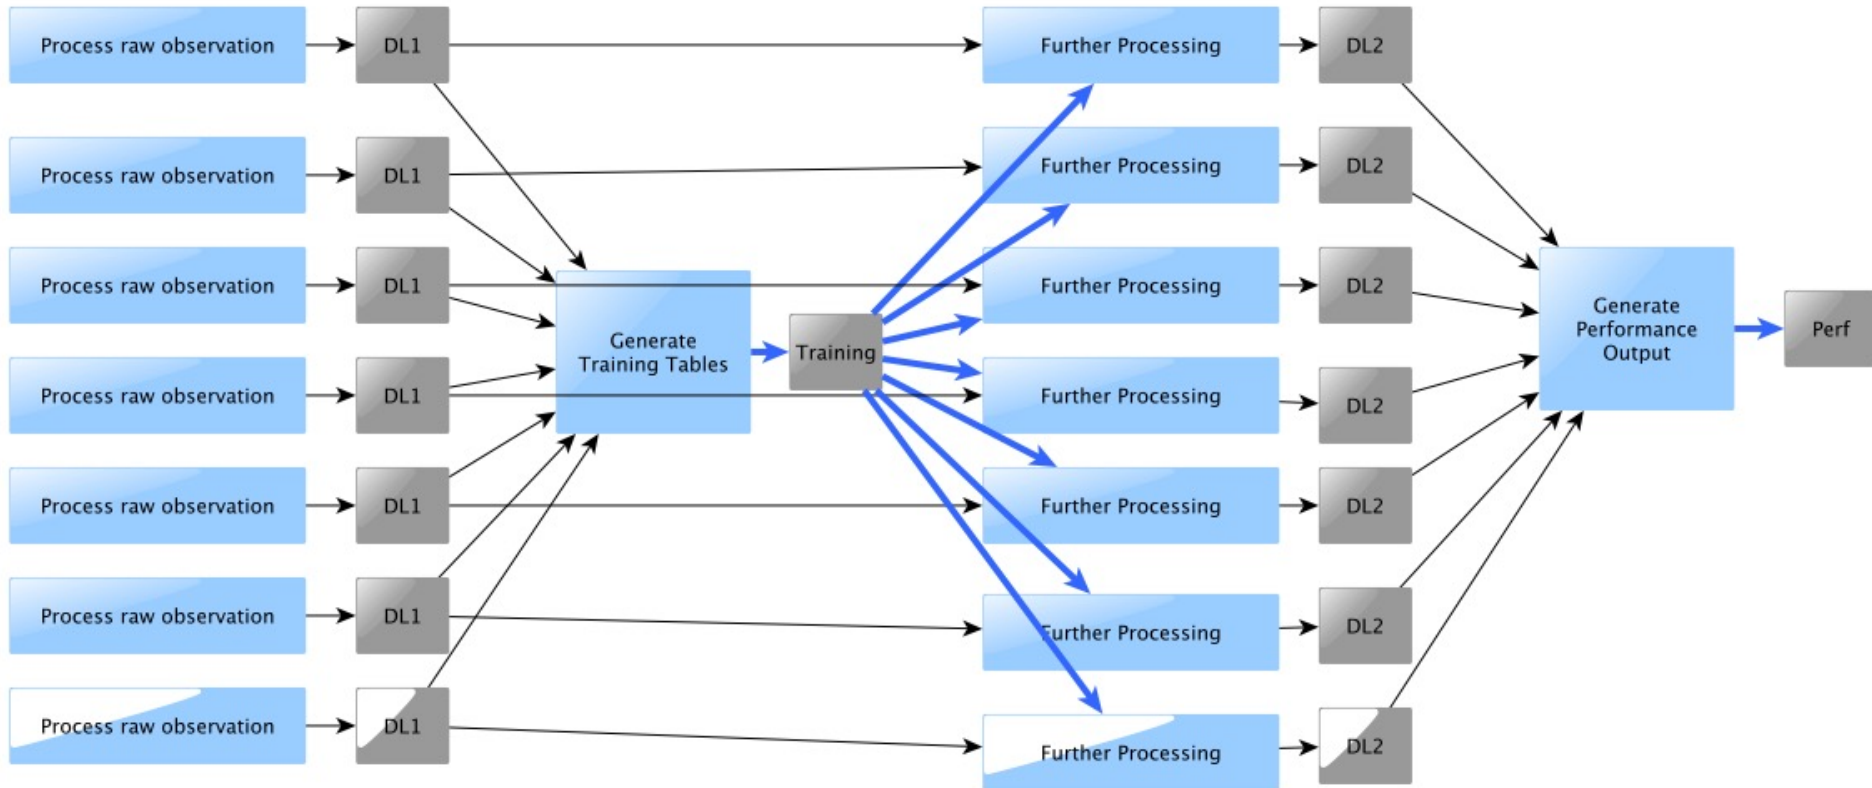 Process raw observation
DL1
Further Processing
DL2
Process raw observation
DL1
Further Processing
DL2
Process raw observation
DL1
Further Processing
DL2
Generate
Training Tables
Training
Generate
Performance
Output
Perf
Process raw observation
DL1
Further Processing
DL2
Process raw observation
DL1
Further Processing
DL2
Process raw observation
DL1
Further Processing
DL2
Process raw observation
DL1
Further Processing
DL2